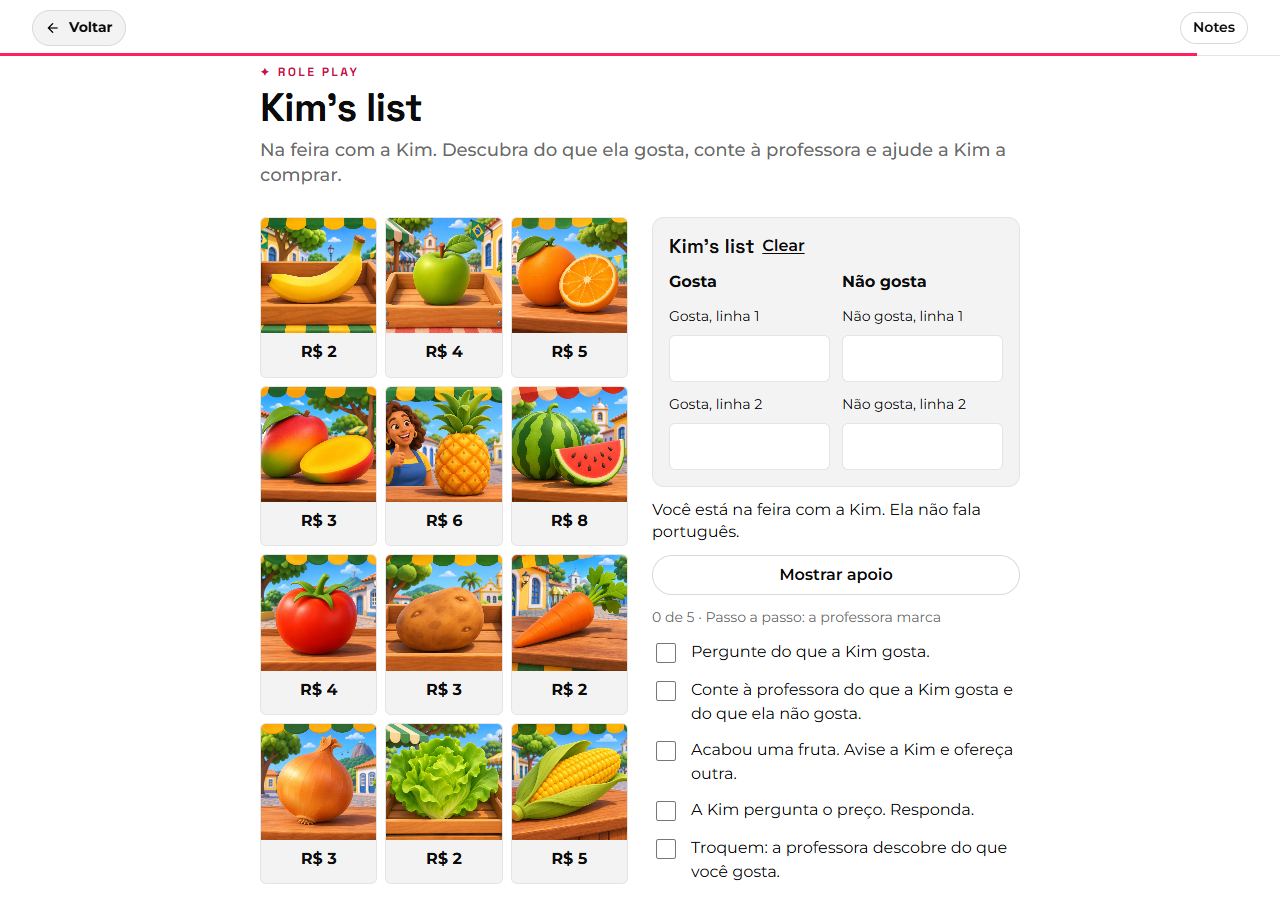 ← Voltar
Notes
✦ ROLE PLAY
Kim’s list
Na feira com a Kim. Descubra do que ela gosta, conte à professora e ajude a Kim a
comprar.
R$ 2
R$ 4
R$ 5
R$ 3
R$ 6
R$ 8
R$ 4
R$ 3
R$ 2
R$ 3
R$ 2
R$ 5
Kim’s list Clear
Gosta
Não gosta
Gosta, linha 1
Não gosta, linha 1
Gosta, linha 2
Não gosta, linha 2
Você está na feira com a Kim. Ela não fala
português.
Mostrar apoio
0 de 5 · Passo a passo: a professora marca
Pergunte do que a Kim gosta.
Conte à professora do que a Kim gosta e
do que ela não gosta.
Acabou uma fruta. Avise a Kim e ofereça
outra.
A Kim pergunta o preço. Responda.
Troquem: a professora descobre do que
você gosta.